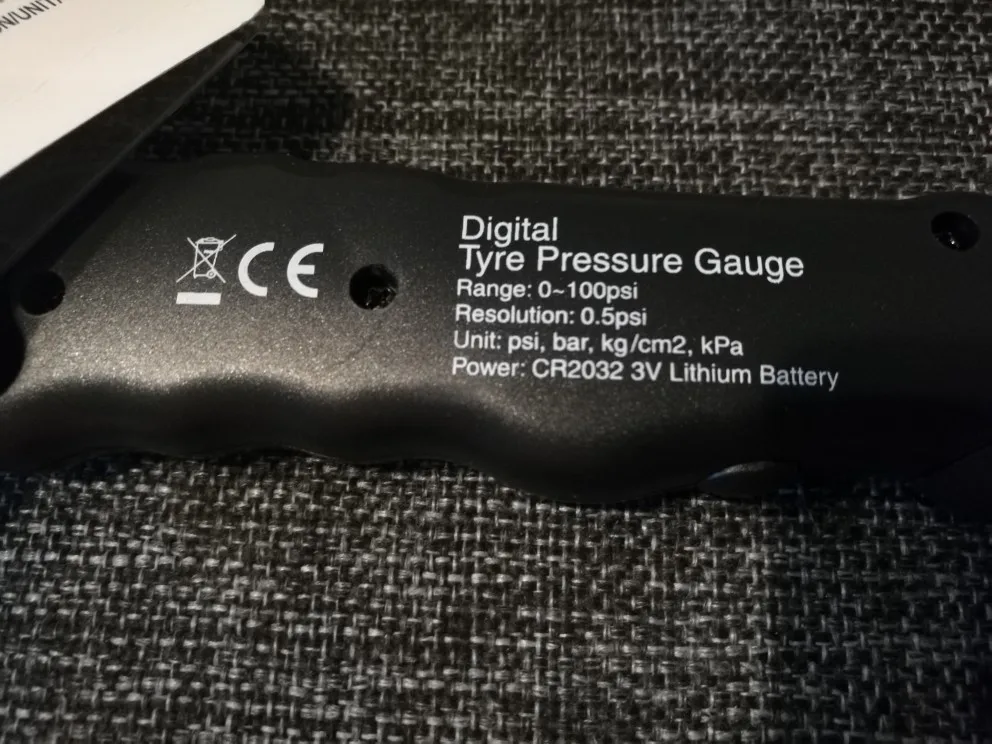 CE
Digital
Tyre Pressure Gauge
Range: 0~100psi
Resolution: 0.5psi
Unit: psi, bar, kg/cm2, kPa
Power: CR2032 3V Lithium Battery